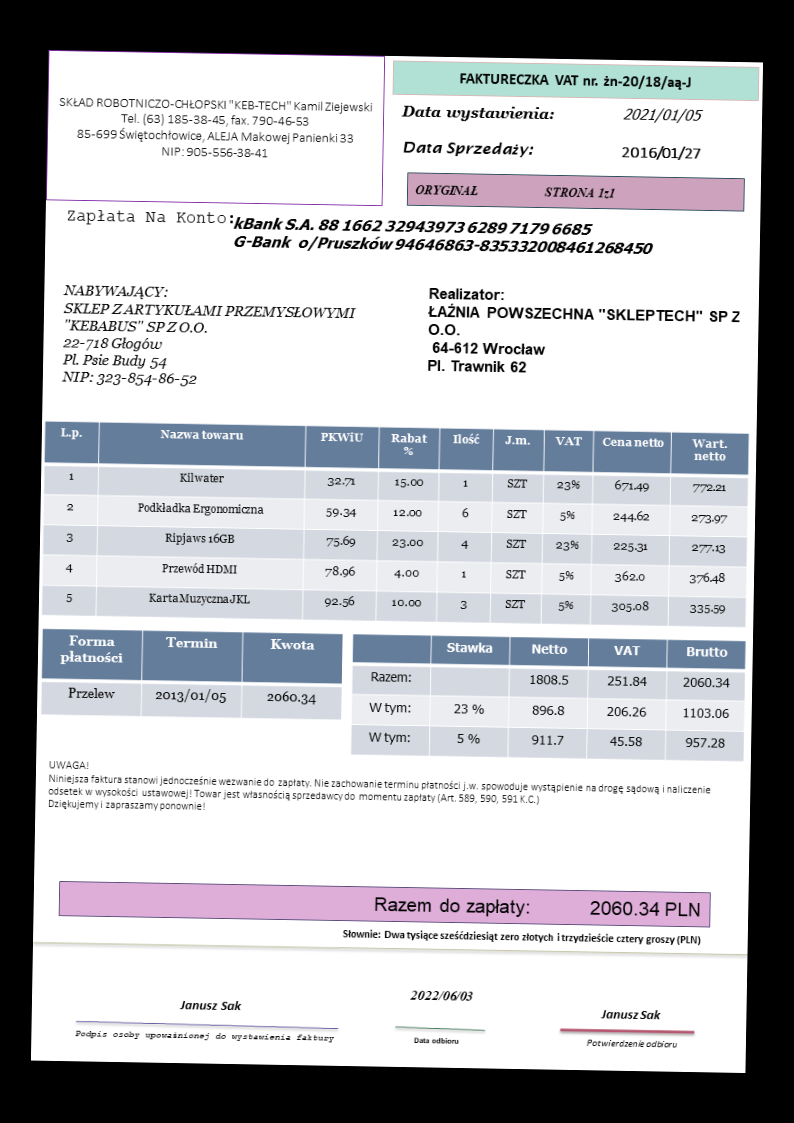 SKŁAD ROBOTNICZO-CHŁOPSKI "KEB-TECH" Kamil Ziejewski
Tel. (63) 185-38-45, fax. 790-46-53
85-699 Świętochłowice, ALEJA Makowej Panienki 33
NIP: 905-556-38-41
FAKTURECZKA VAT nr. żn-20/18/aą-J
Data wystawienia: 2021/01/05
Data Sprzedaży: 2016/01/27
ORYGINAŁ STRONA 1z1
Zapłata Na Konto:
kBank S.A. 88 1662 32943973 6289 7179 6685
G-Bank o/Pruszków 94646863-835332008461268450
NABYWAJĄCY:
SKLEP Z ARTYKUŁAMI PRZEMYSŁOWYMI
"KEBABUS" SP Z O.O.
22-718 Głogów
Pl. Psie Budy 54
NIP: 323-854-86-52
Realizator:
ŁAŹNIA POWSZECHNA "SKLEPTECH" SP Z
O.O.
64-612 Wrocław
Pl. Trawnik 62
L.p. Nazwa towaru PKWiU Rabat % Ilość J.m. VAT Cena netto Wart. netto
1 Kilwater 32.71 15.00 1 SZT 23% 671.49 772.21
2 Podkładka Ergonomiczna 59.34 12.00 6 SZT 5% 244.62 273.97
3 Ripjaws 16GB 75.69 23.00 4 SZT 23% 225.31 277.13
4 Przewód HDMI 78.96 4.00 1 SZT 5% 362.0 376.48
5 Karta Muzyczna JKL 92.56 10.00 3 SZT 5% 305.08 335.59
Forma płatności Termin Kwota
Przelew 2013/01/05 2060.34
Stawka Netto VAT Brutto
Razem: 1808.5 251.84 2060.34
W tym: 23 % 896.8 206.26 1103.06
W tym: 5 % 911.7 45.58 957.28
UWAGA!
Niniejsza faktura stanowi jednocześnie wezwanie do zapłaty. Nie zachowanie terminu płatności j.w. spowoduje wystąpienie na drogę sądową i naliczenie
odsetek w wysokości ustawowej! Towar jest własnością sprzedawcy do momentu zapłaty (Art. 589, 590, 591 K.C.)
Dziękujemy i zapraszamy ponownie!
Razem do zapłaty: 2060.34 PLN
Słownie: Dwa tysiące sześćdziesiąt zero złotych i trzydzieście cztery groszy (PLN)
Janusz Sak
Podpis osoby upoważnionej do wystawienia faktury
2022/06/03
Data odbioru
Janusz Sak
Potwierdzenie odbioru